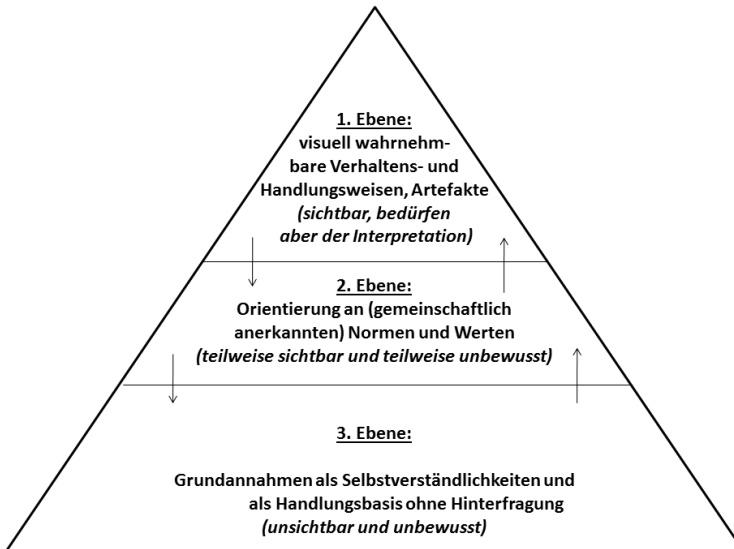 1. Ebene:
visuell wahrnehm-
bare Verhaltens- und
Handlungsweisen, Artefakte
(sichtbar, bedürfen
aber der Interpretation)
2. Ebene:
Orientierung an (gemeinschaftlich
anerkannten) Normen und Werten
(teilweise sichtbar und teilweise unbewusst)
3. Ebene:
Grundannahmen als Selbstverständlichkeiten und
als Handlungsbasis ohne Hinterfragung
(unsichtbar und unbewusst)